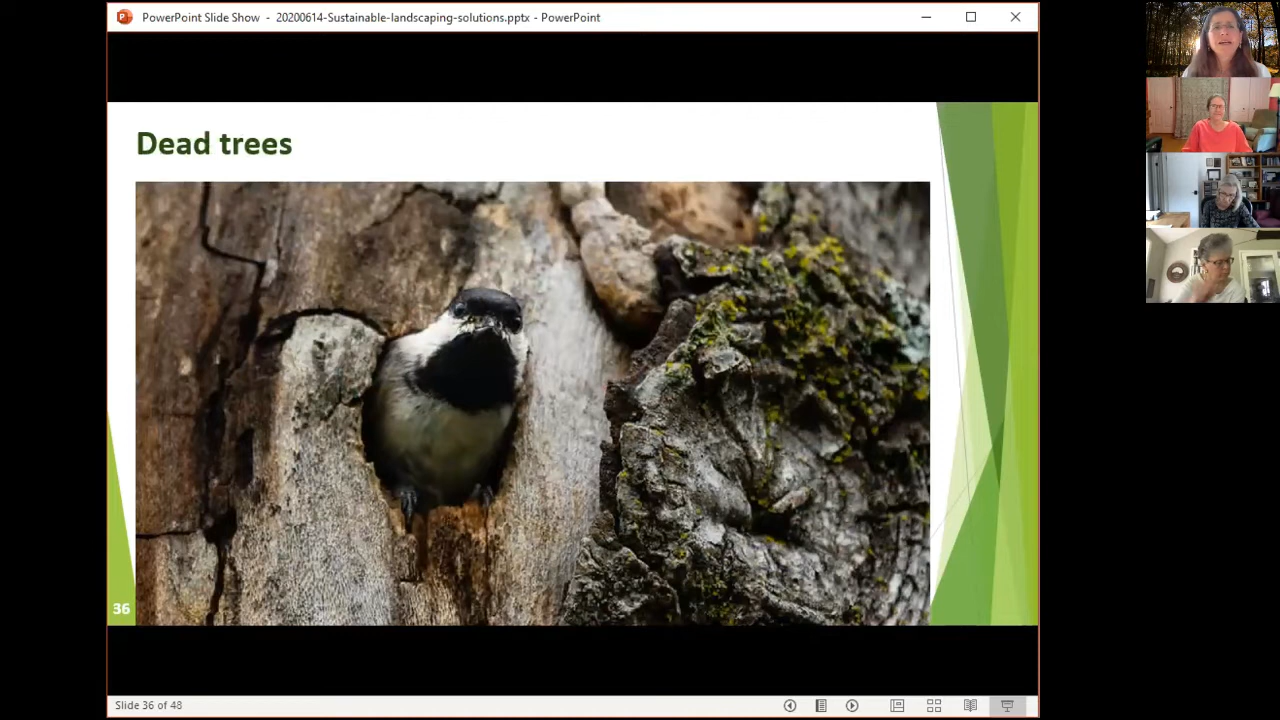 PowerPoint Slide Show - 20200614-Sustainable-landscaping-solutions.pptx - PowerPoint
Dead trees
36
Slide 36 of 48